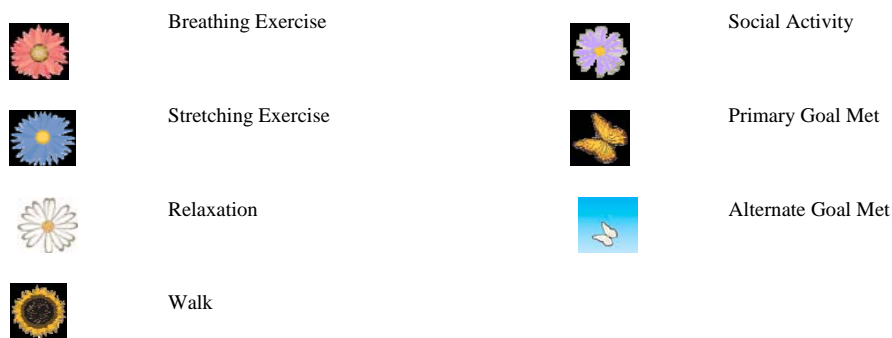 Breathing Exercise
Social Activity
Stretching Exercise
Primary Goal Met
Relaxation
Alternate Goal Met
Walk